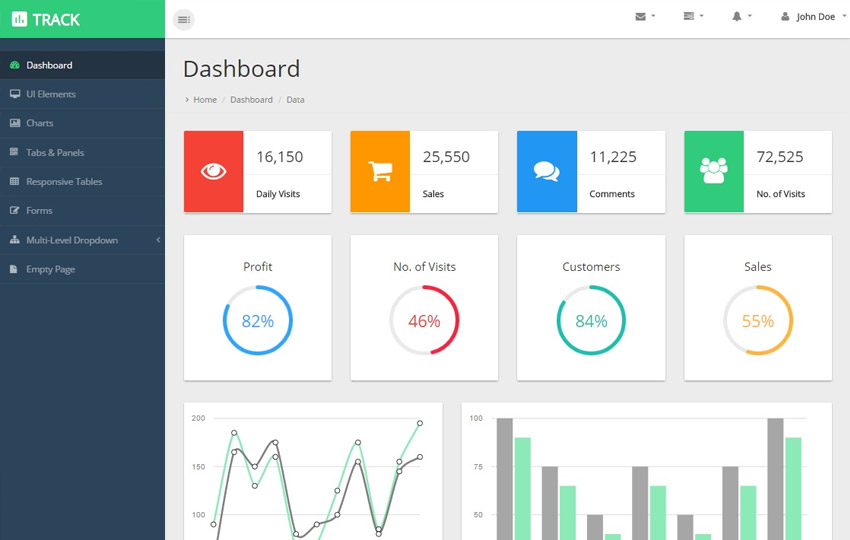 TRACK
John Doe
Dashboard
UI Elements
Charts
Tabs & Panels
Responsive Tables
Forms
Multi-Level Dropdown
Empty Page
Dashboard
Home / Dashboard / Data
16,150
Daily Visits
25,550
Sales
11,225
Comments
72,525
No. of Visits
Profit
82%
No. of Visits
46%
Customers
84%
Sales
55%
200
150
100
100
75
50